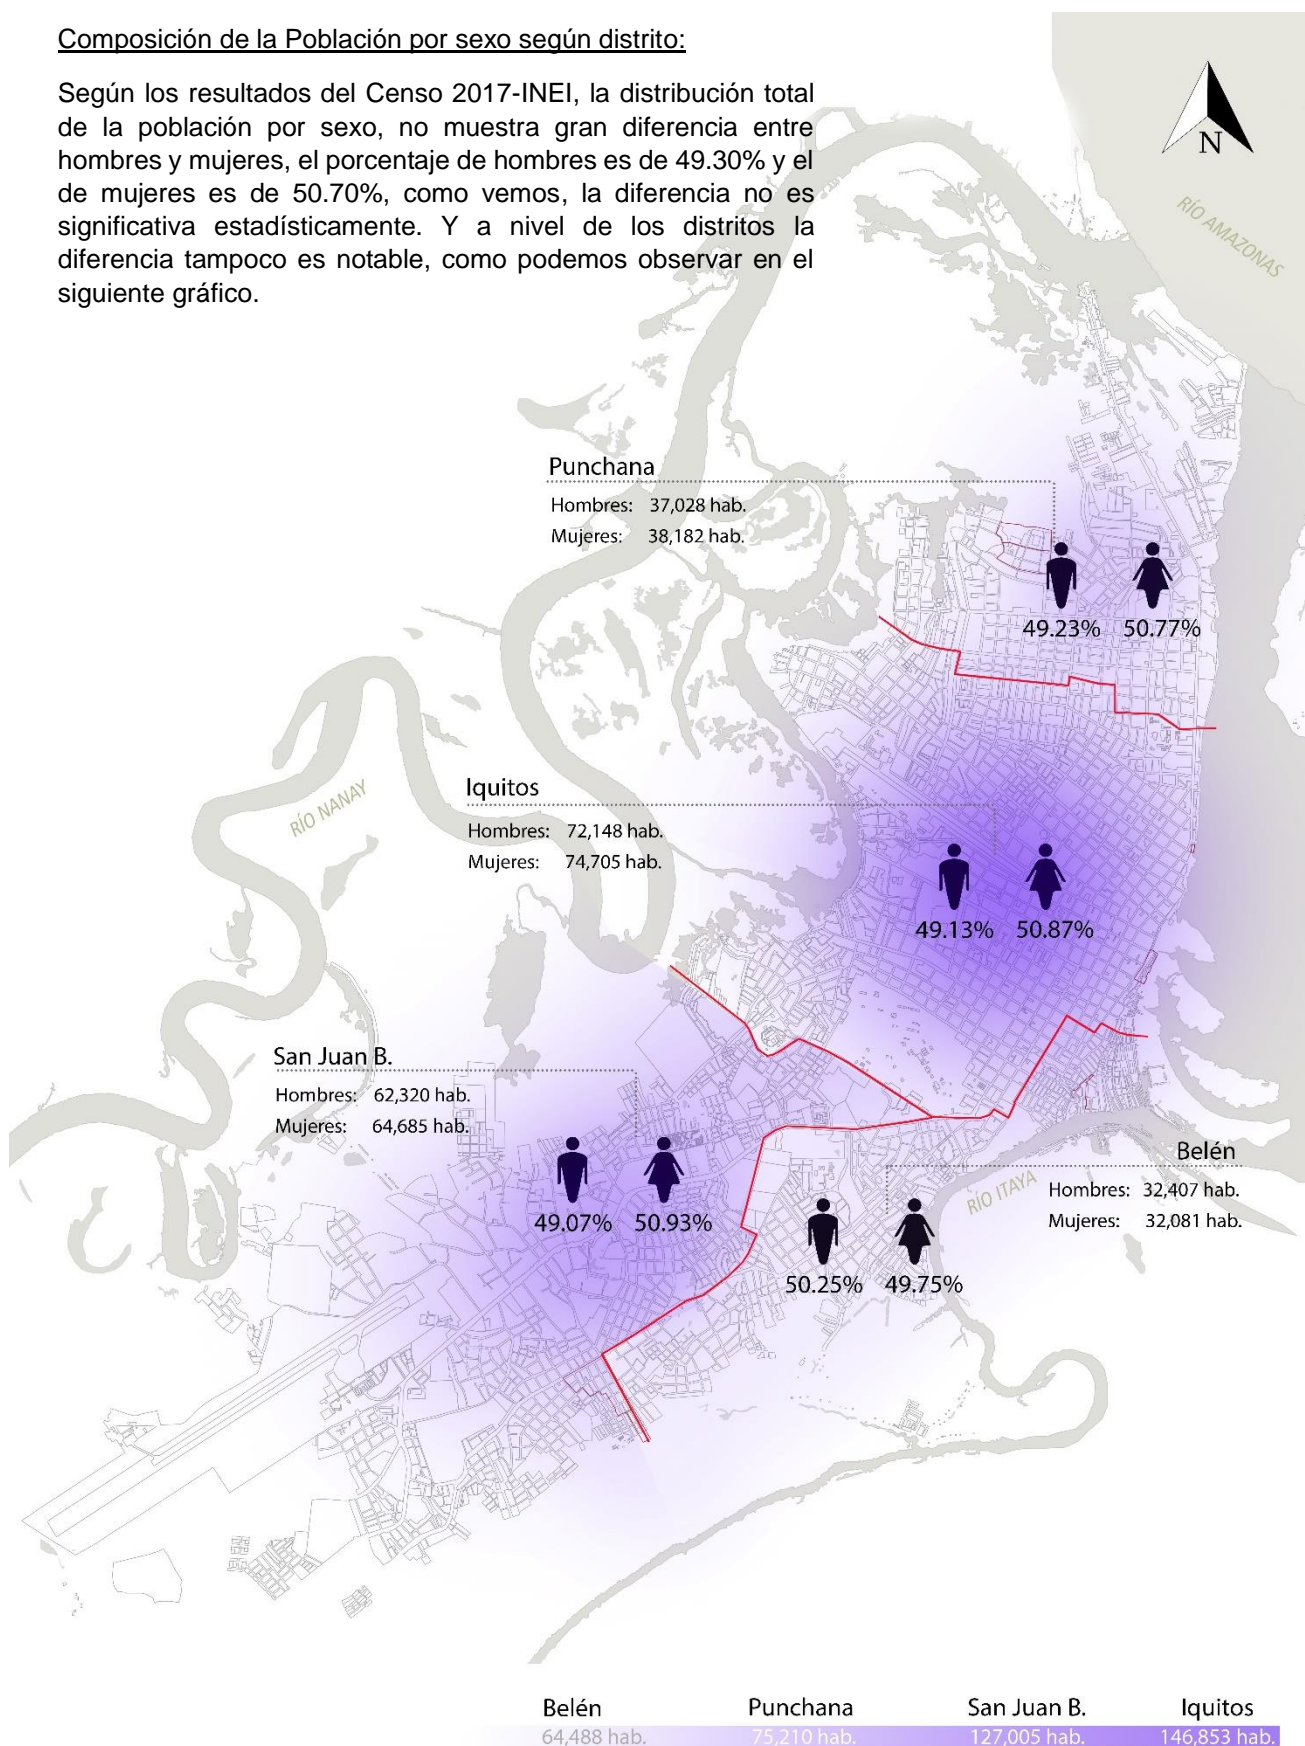 Composición de la Población por sexo según distrito:
Según los resultados del Censo 2017-INEI, la distribución total
de la población por sexo, no muestra gran diferencia entre
hombres y mujeres, el porcentaje de hombres es de 49.30% y el
de mujeres es de 50.70%, como vemos, la diferencia no es
significativa estadísticamente. Y a nivel de los distritos la
diferencia tampoco es notable, como podemos observar en el
siguiente gráfico.
N
RÍO AMAZONAS
Punchana
Hombres: 37,028 hab.
Mujeres: 38,182 hab.
49.23% 50.77%
RÍO NANAY
Iquitos
Hombres: 72,148 hab.
Mujeres: 74,705 hab.
49.13% 50.87%
San Juan B.
Hombres: 62,320 hab.
Mujeres: 64,685 hab.
49.07% 50.93%
RÍO ITAYA
Belén
Hombres: 32,407 hab.
Mujeres: 32,081 hab.
50.25% 49.75%
Belén Punchana San Juan B. Iquitos
64,488 hab. 75,210 hab. 127,005 hab. 146,853 hab.